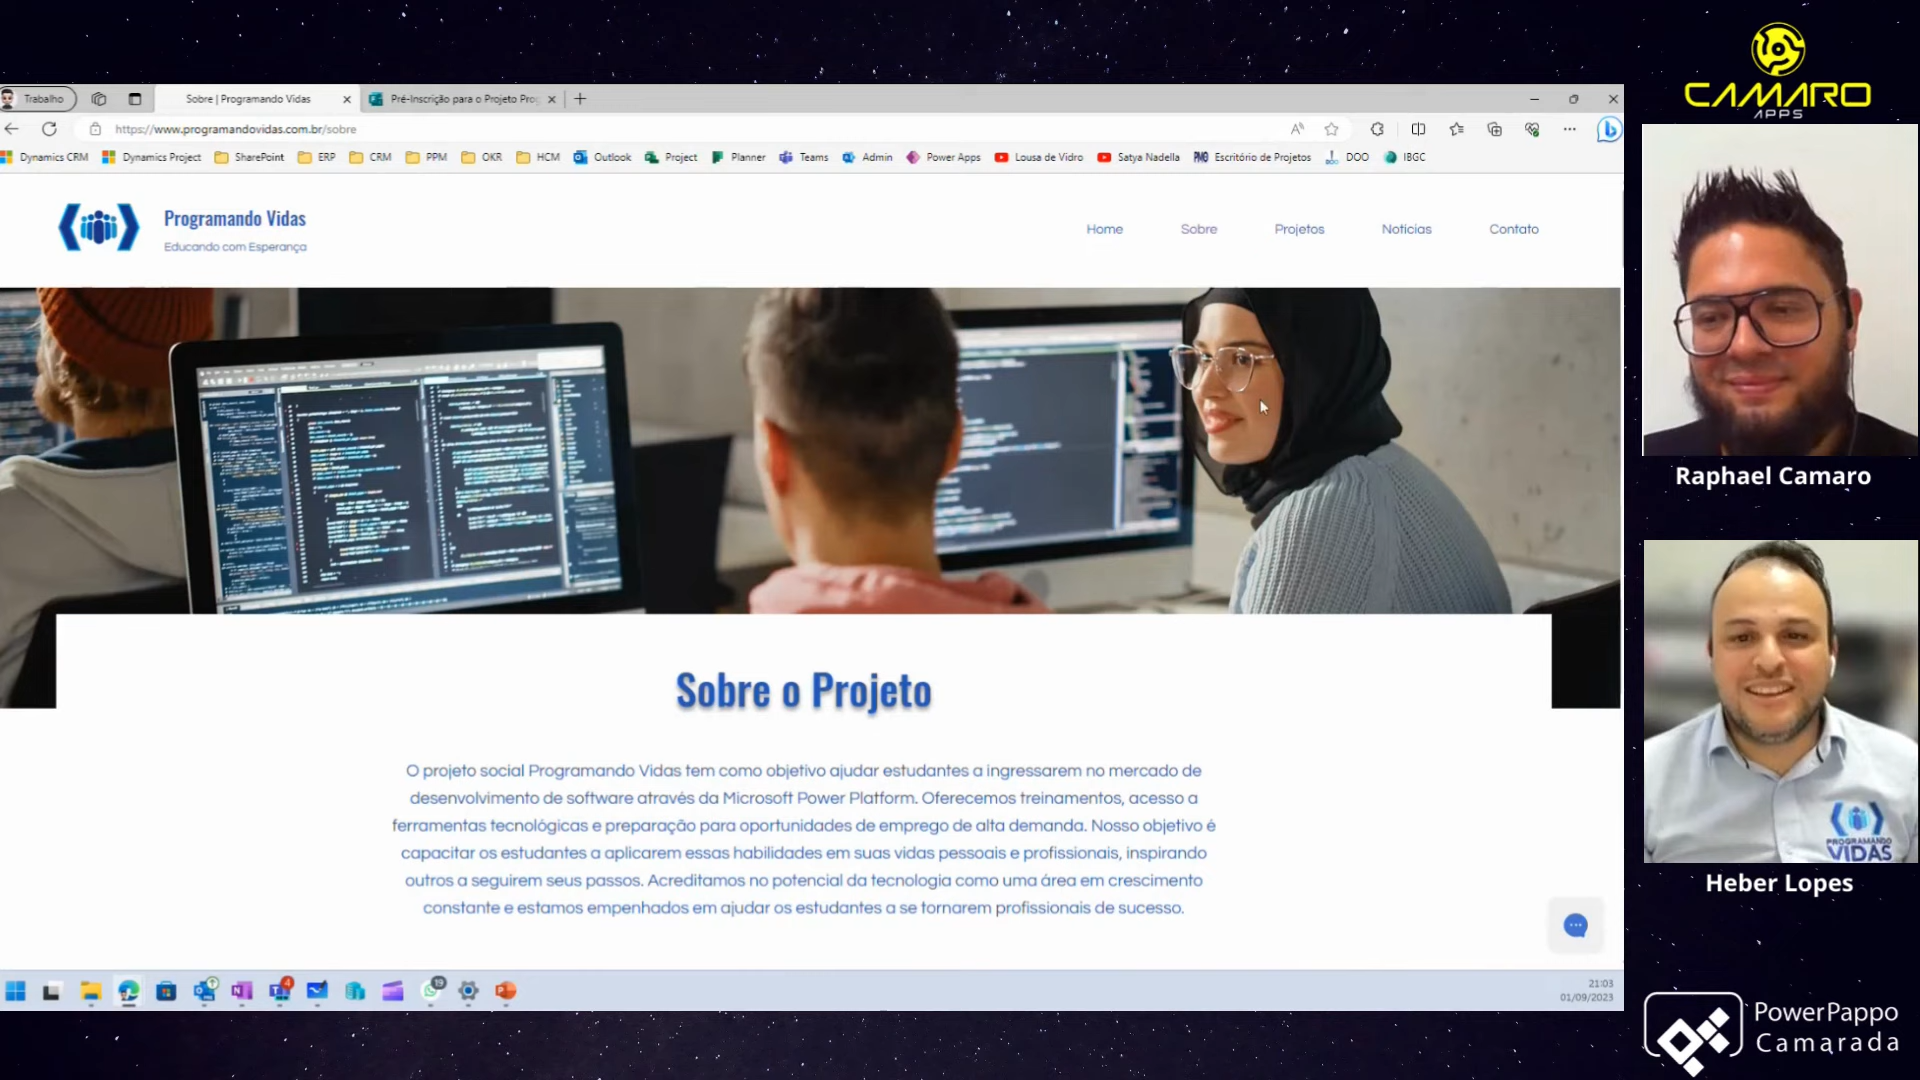 CAMARO
APPS
Trabalho
Sobre | Programando Vidas
Pré-Inscrição para o Projeto Prog
https://www.programandovidas.com.br/sobre
Dynamics CRM
Dynamics Project
SharePoint
ERP
CRM
PPM
OKR
HCM
Outlook
Project
Planner
Teams
Admin
Power Apps
Lousa de Vidro
Satya Nadella
PMO
Escritório de Projetos
DOO
IBGC
Programando Vidas
Educando com Esperança
Home
Sobre
Projetos
Noticias
Contato
Raphael Camaro
Sobre o Projeto
O projeto social Programando Vidas tem como objetivo ajudar estudantes a ingressarem no mercado de
desenvolvimento de software através da Microsoft Power Platform. Oferecemos treinamentos, acesso a
ferramentas tecnológicas e preparação para oportunidades de emprego de alta demanda. Nosso objetivo é
capacitar os estudantes a aplicarem essas habilidades em suas vidas pessoais e profissionais, inspirando
outros a seguirem seus passos. Acreditamos no potencial da tecnologia como uma área em crescimento
constante e estamos empenhados em ajudar os estudantes a se tornarem profissionais de sucesso.
PROGRAMANDO
VIDAS
Heber Lopes
4
19
21:03
01/09/2023
PowerPappo
Camarada